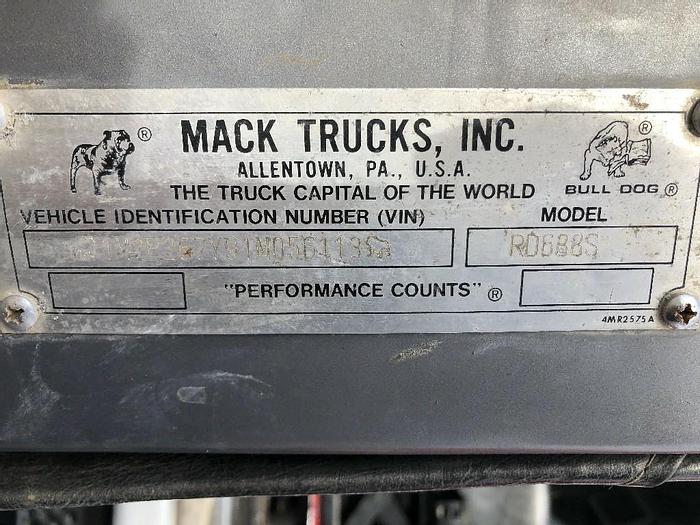 ® MACK TRUCKS, INC. ®
ALLENTOWN, PA., U.S.A.
THE TRUCK CAPITAL OF THE WORLD BULL DOG ®
VEHICLE IDENTIFICATION NUMBER (VIN) MODEL
RD688S
"PERFORMANCE COUNTS" ®
4MR2575A